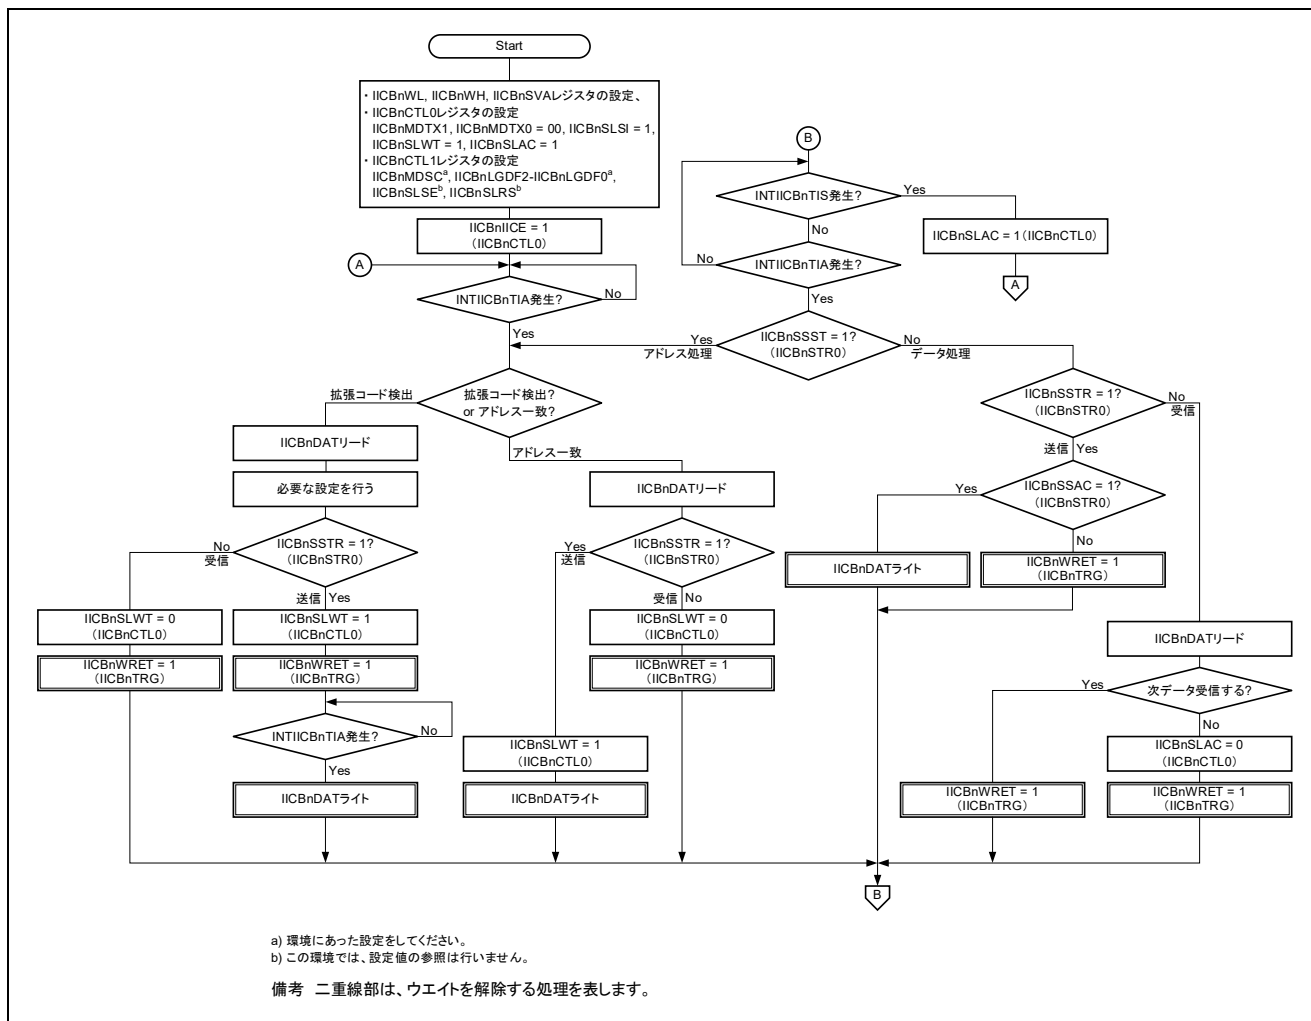 Start
・IICBnWL, IICBnWH, IICBnSVAレジスタの設定、
・IICBnCTL0レジスタの設定
IICBnMDTX1, IICBnMDTX0 = 00, IICBnSLSI = 1,
IICBnSLWT = 1, IICBnSLAC = 1
・IICBnCTL1レジスタの設定
IICBnMDSCa, IICBnLGDF2-IICBnLGDF0a,
IICBnSLSEb, IICBnSLRSb
IICBnIICE = 1
(IICBnCTL0)
A
INTIICBnTIA発生?
No
Yes
B
INTIICBnTIS発生?
Yes
No
IICBnSLAC = 1 (IICBnCTL0)
A
INTIICBnTIA発生?
No
Yes
IICBnSSST = 1?
(IICBnSTR0)
Yes
アドレス処理
No
データ処理
拡張コード検出?
or アドレス一致?
拡張コード検出
アドレス一致
IICBnDATリード
必要な設定を行う
IICBnSSTR = 1?
(IICBnSTR0)
No
受信
送信 Yes
IICBnSLWT = 0
(IICBnCTL0)
IICBnWRET = 1
(IICBnTRG)
IICBnSLWT = 1
(IICBnCTL0)
IICBnWRET = 1
(IICBnTRG)
INTIICBnTIA発生?
No
Yes
IICBnDATライト
IICBnDATリード
IICBnSSTR = 1?
(IICBnSTR0)
Yes
送信
受信 No
IICBnSLWT = 0
(IICBnCTL0)
IICBnWRET = 1
(IICBnTRG)
IICBnSLWT = 1
(IICBnCTL0)
IICBnDATライト
IICBnSSTR = 1?
(IICBnSTR0)
No
受信
送信 Yes
IICBnSSAC = 1?
(IICBnSTR0)
Yes
No
IICBnDATライト
IICBnWRET = 1
(IICBnTRG)
IICBnDATリード
次データ受信する?
Yes
No
IICBnSLAC = 0
(IICBnCTL0)
IICBnWRET = 1
(IICBnTRG)
IICBnWRET = 1
(IICBnTRG)
B
a) 環境にあった設定をしてください。
b) この環境では、設定値の参照は行いません。
備考 二重線部は、ウエイトを解除する処理を表します。